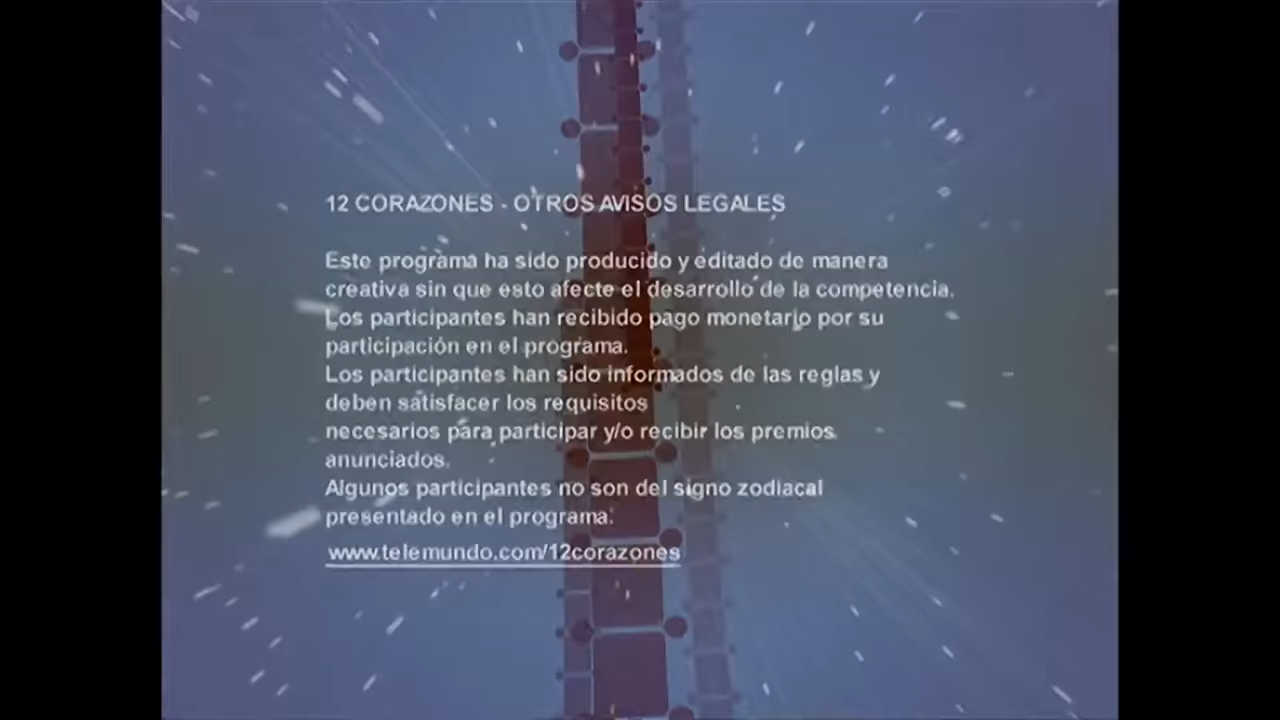 12 CORAZONES - OTROS AVISOS LEGALES
Este programa ha sido producido y editado de manera
creativa sin que esto afecte el desarrollo de la competencia.
Los participantes han recibido pago monetario por su
participación en el programa.
Los participantes han sido informados de las reglas y
deben satisfacer los requisitos
necesarios para participar y/o recibir los premios
anunciados.
Algunos participantes no son del signo zodiacal
presentado en el programa.
www.telemundo.com/12corazones